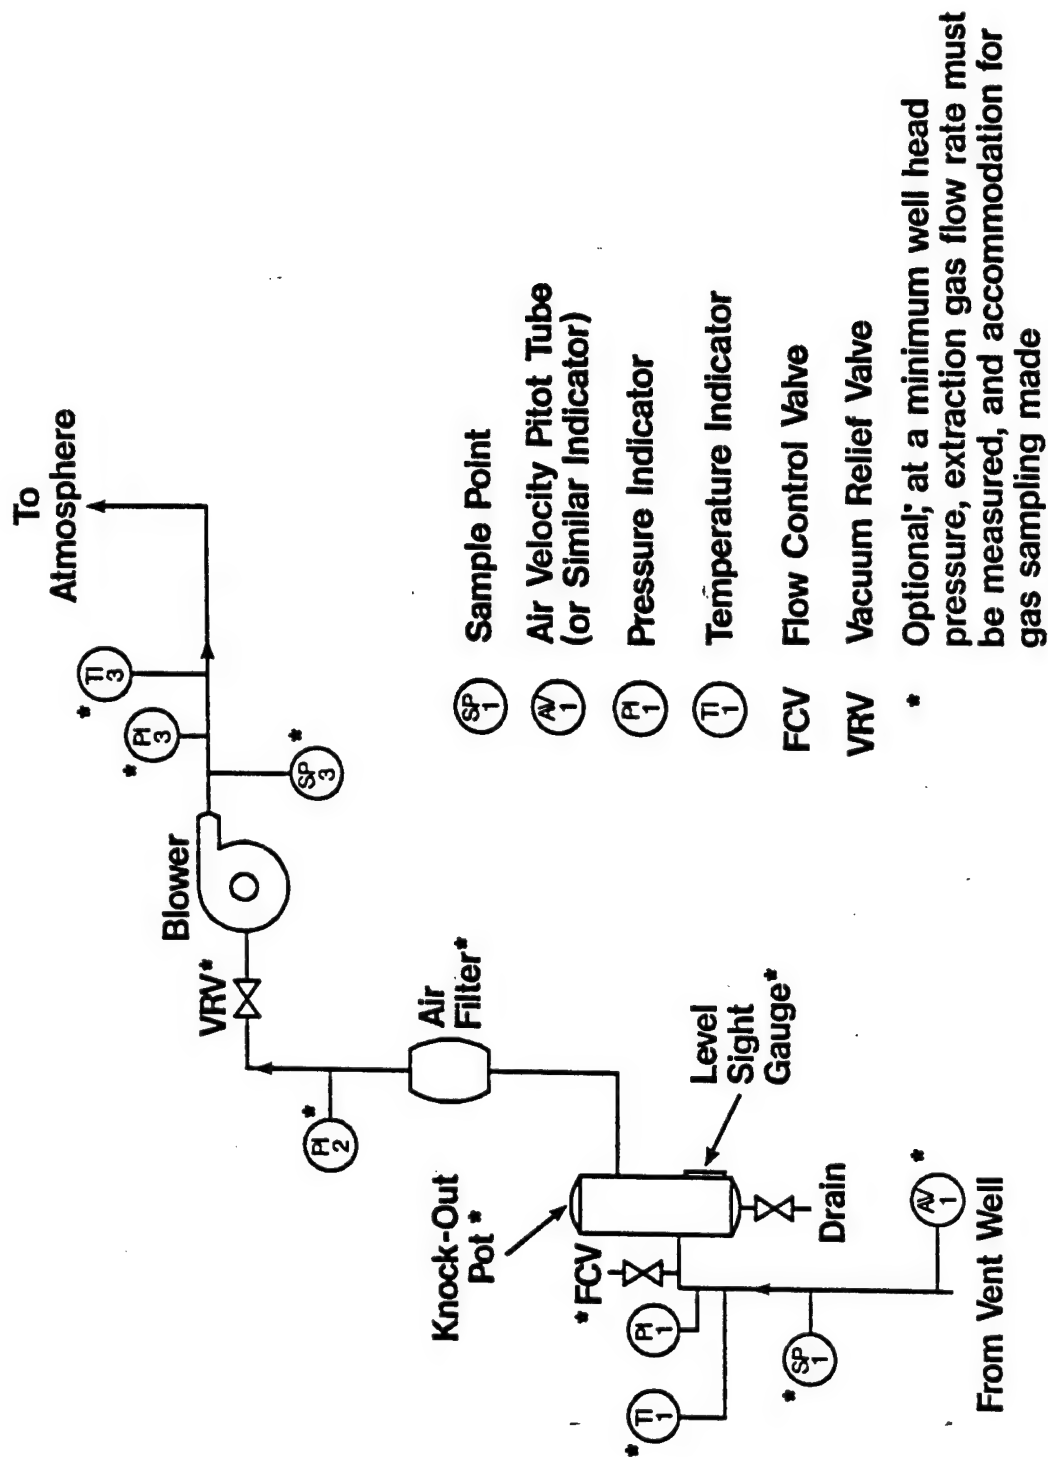 To
Atmosphere
*
TI
3
*
PI
3
*
SP
3
Blower
VRV*
*
PI
2
Air
Filter*
Knock-Out
Pot*
Level
Sight
Gauge*
*FCV
Drain
PI
1
*
TI
1
*
SP
1
*
AV
1
From Vent Well
SP
1
Sample Point
AV
1
Air Velocity Pitot Tube
(or Similar Indicator)
PI
1
Pressure Indicator
TI
1
Temperature Indicator
FCV Flow Control Valve
VRV Vacuum Relief Valve
* Optional; at a minimum well head
pressure, extraction gas flow rate must
be measured, and accommodation for
gas sampling made